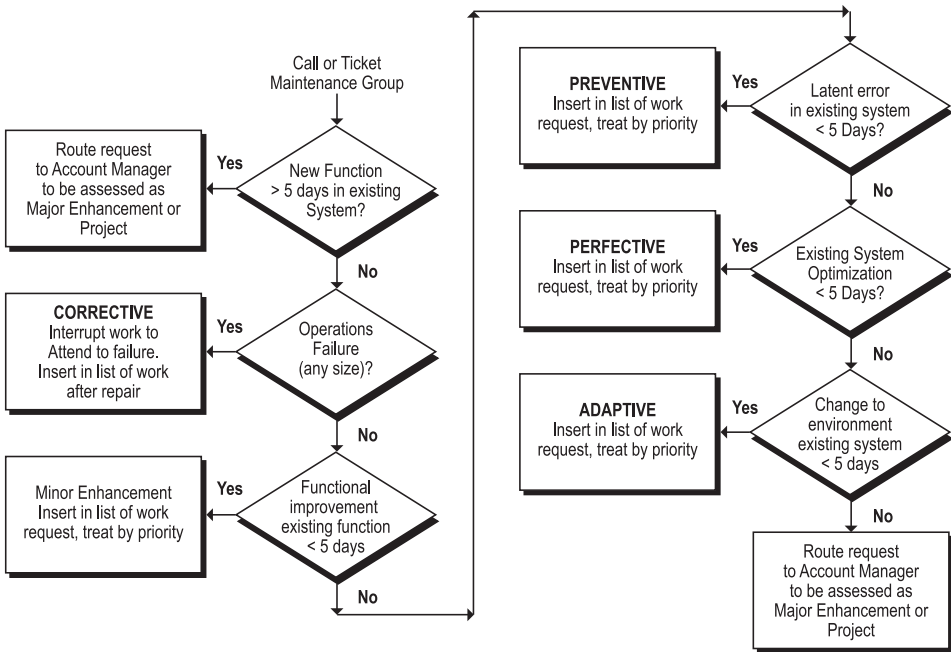 Call or Ticket
Maintenance Group
New Function
> 5 days in existing
System?
Yes
Route request
to Account Manager
to be assessed as
Major Enhancement or
Project
No
Operations
Failure
(any size)?
Yes
CORRECTIVE
Interrupt work to
Attend to failure.
Insert in list of work
after repair
No
Functional
improvement
existing function
< 5 days
Yes
Minor Enhancement
Insert in list of work
request, treat by priority
No
Latent error
in existing system
< 5 Days?
Yes
PREVENTIVE
Insert in list of work
request, treat by priority
No
Existing System
Optimization
< 5 Days?
Yes
PERFECTIVE
Insert in list of work
request, treat by priority
No
Change to
environment
existing system
< 5 days
Yes
ADAPTIVE
Insert in list of work
request, treat by priority
No
Route request
to Account Manager
to be assessed as
Major Enhancement or
Project